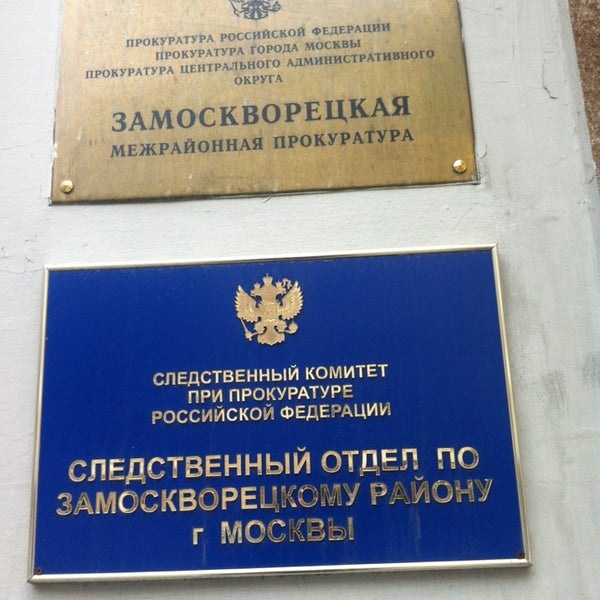 ПРОКУРАТУРА РОССИЙСКОЙ ФЕДЕРАЦИИ
ПРОКУРАТУРА ГОРОДА МОСКВЫ
ПРОКУРАТУРА ЦЕНТРАЛЬНОГО АДМИНИСТРАТИВНОГО
ОКРУГА
ЗАМОСКВОРЕЦКАЯ
МЕЖРАЙОННАЯ ПРОКУРАТУРА
СЛЕДСТВЕННЫЙ КОМИТЕТ
ПРИ ПРОКУРАТУРЕ
РОССИЙСКОЙ ФЕДЕРАЦИИ
СЛЕДСТВЕННЫЙ ОТДЕЛ ПО
ЗАМОСКВОРЕЦКОМУ РАЙОНУ
г МОСКВЫ